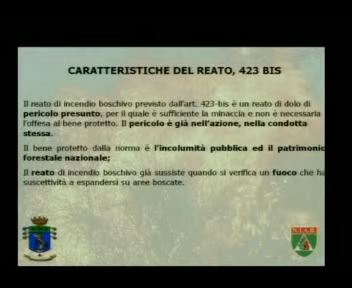 CARATTERISTICHE DEL REATO, 423 BIS
Il reato di incendio boschivo previsto dall'art. 423-bis è un reato di dolo di
pericolo presunto, per il quale è sufficiente la minaccia e non è necessaria
l'offesa al bene protetto. Il pericolo è già nell'azione, nella condotta
stessa.
Il bene protetto dalla norma è l'incolumità pubblica ed il patrimonio
forestale nazionale;
Il reato di incendio boschivo già sussiste quando si verifica un fuoco che ha
suscettività a espandersi su aree boscate.
N.I.A.B.